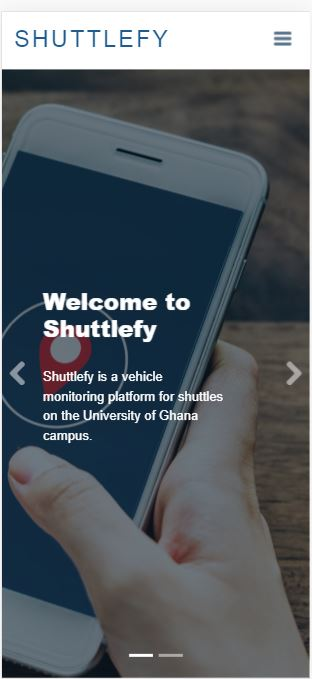 SHUTTLEFY
Welcome to
Shuttlefy
Shuttlefy is a vehicle
monitoring platform for shuttles
on the University of Ghana
campus.